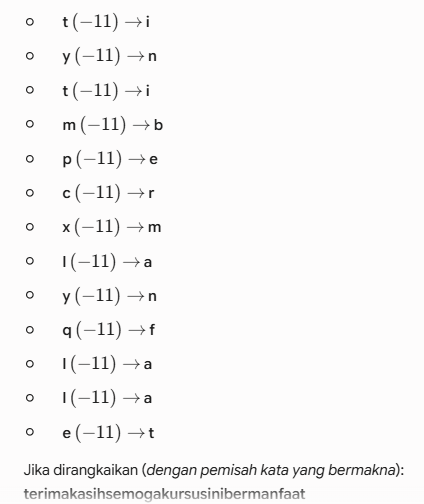 ○ t (−11) → i
○ y (−11) → n
○ t (−11) → i
○ m (−11) → b
○ p (−11) → e
○ c (−11) → r
○ x (−11) → m
○ l (−11) → a
○ y (−11) → n
○ q (−11) → f
○ l (−11) → a
○ l (−11) → a
○ e (−11) → t
Jika dirangkaikan (dengan pemisah kata yang bermakna):
terimakasihsemogakursusinibermanfaat